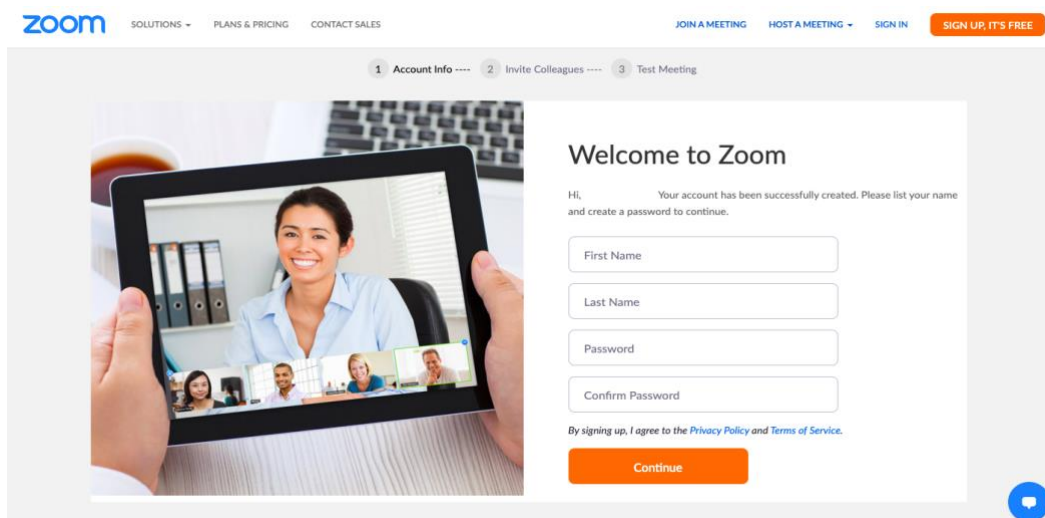 zoom SOLUTIONS PLANS & PRICING CONTACT SALES JOIN A MEETING HOST A MEETING SIGN IN SIGN UP, IT'S FREE
1 Account Info ---- 2 Invite Colleagues ---- 3 Test Meeting
Welcome to Zoom
Hi, Your account has been successfully created. Please list your name
and create a password to continue.
First Name
Last Name
Password
Confirm Password
By signing up, I agree to the Privacy Policy and Terms of Service.
Continue